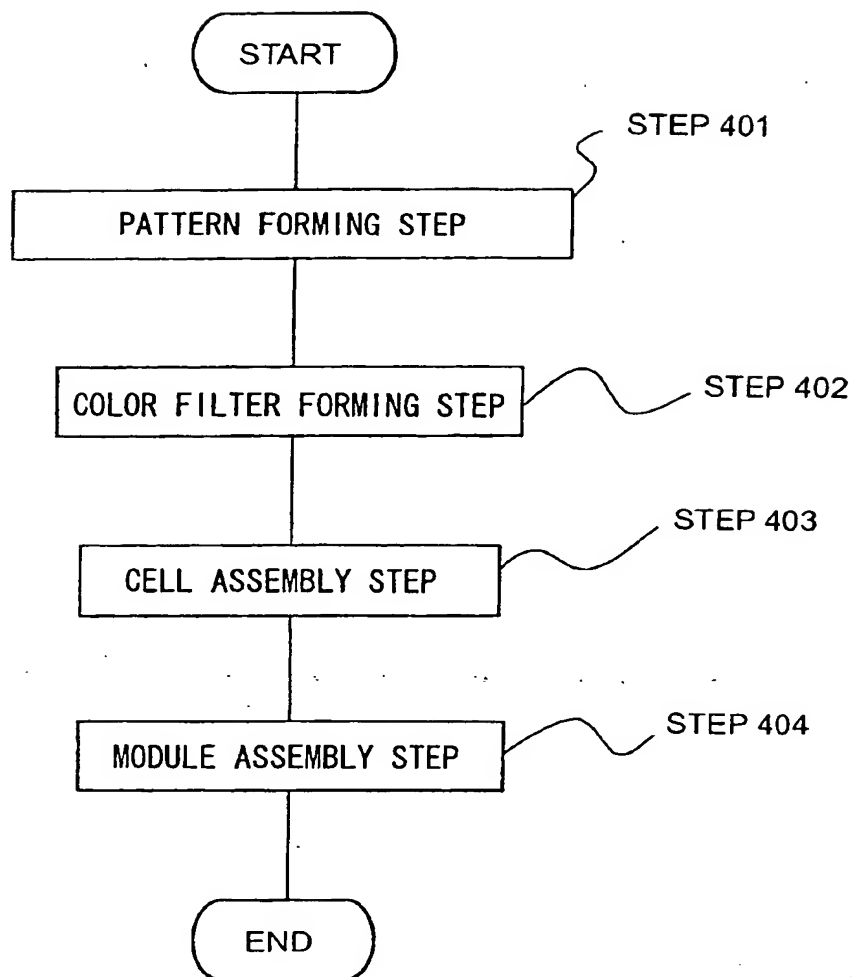 START
STEP 401
PATTERN FORMING STEP
COLOR FILTER FORMING STEP
STEP 402
STEP 403
CELL ASSEMBLY STEP
STEP 404
MODULE ASSEMBLY STEP
END